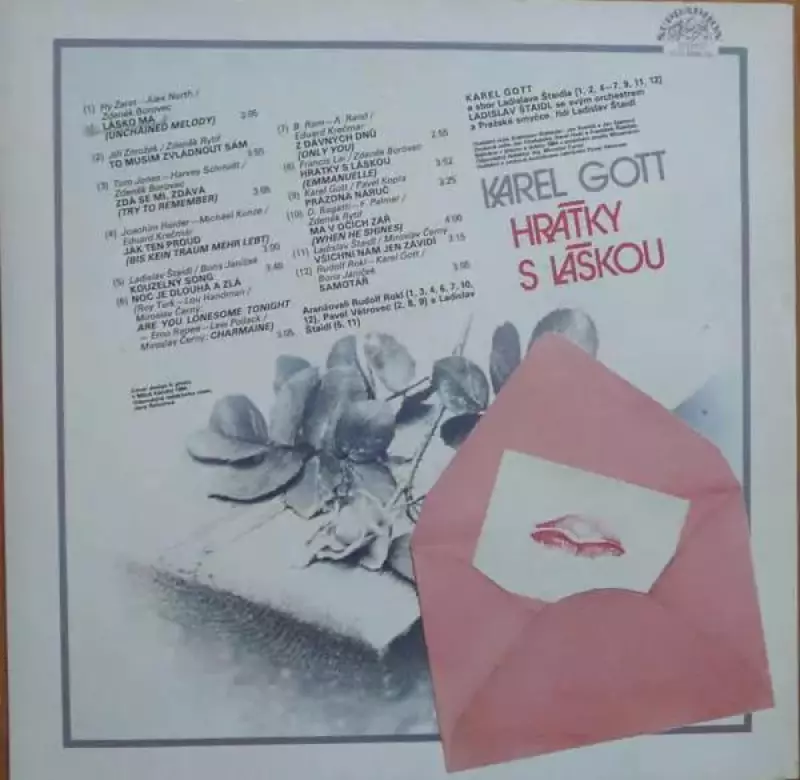 SUPRAPHON
(1) Hy Zaret – Alex North /
Zdeněk Borovec
LÁSKO MÁ 3:05
(UNCHAINED MELODY)
(2) Jiří Zmožek / Zdeněk Rytíř
TO MUSÍM ZVLÁDNOUT SÁM
(3) Tom Jones – Harvey Schmidt /
Zdeněk Borovec
ZDÁ SE MI, ZDÁVÁ
(TRY TO REMEMBER)
(4) Joachim Heider – Michael Kunze /
Eduard Krečmar
JAK TEN PROUD
(BIS KEIN TRAUM MEHR LEBT) 3:00
(5) Ladislav Štaidl / Boris Janíček
KOUZELNÝ SONG
(6) NOC JE DLOUHÁ A ZLÁ
(Roy Turk – Lou Handman /
Miroslav Černý:
ARE YOU LONESOME TONIGHT
– Erno Rapee – Lew Pollack /
Miroslav Černý: CHARMAINE) 3:05
(7) B. Ram – A. Rand /
Eduard Krečmar
Z DÁVNÝCH DNŮ 2:55
(ONLY YOU)
(8) Francis Lai / Zdeněk Borovec
HRÁTKY S LÁSKOU 3:52
(EMMANUELLE)
(9) Karel Gott / Pavel Kopta
PRÁZDNÁ NÁRUČ 3:25
(10) D. Bugatti – F. Palmer /
Zdeněk Rytíř
MÁ V OČÍCH ZÁŘ 4:00
(WHEN HE SHINES)
(11) Ladislav Štaidl / Miroslav Černý
VŠICHNI NÁM JEN ZÁVIDÍ 3:15
(12) Rudolf Rokl – Karel Gott /
Boris Janíček
SAMOTÁŘ 3:05
Aranžovali Rudolf Rokl (1, 3, 4, 6, 7, 10,
12), Pavel Větrovec (2, 8, 9) a Ladislav
Štaidl (5, 11)
KAREL GOTT
a sbor Ladislava Štaidla (1, 2, 4–7, 9, 11, 12)
LADISLAV ŠTAIDL se svým orchestrem
a Pražské smyčce, řídí Ladislav Štaidl
KAREL GOTT
HRÁTKY
S LÁSKOU